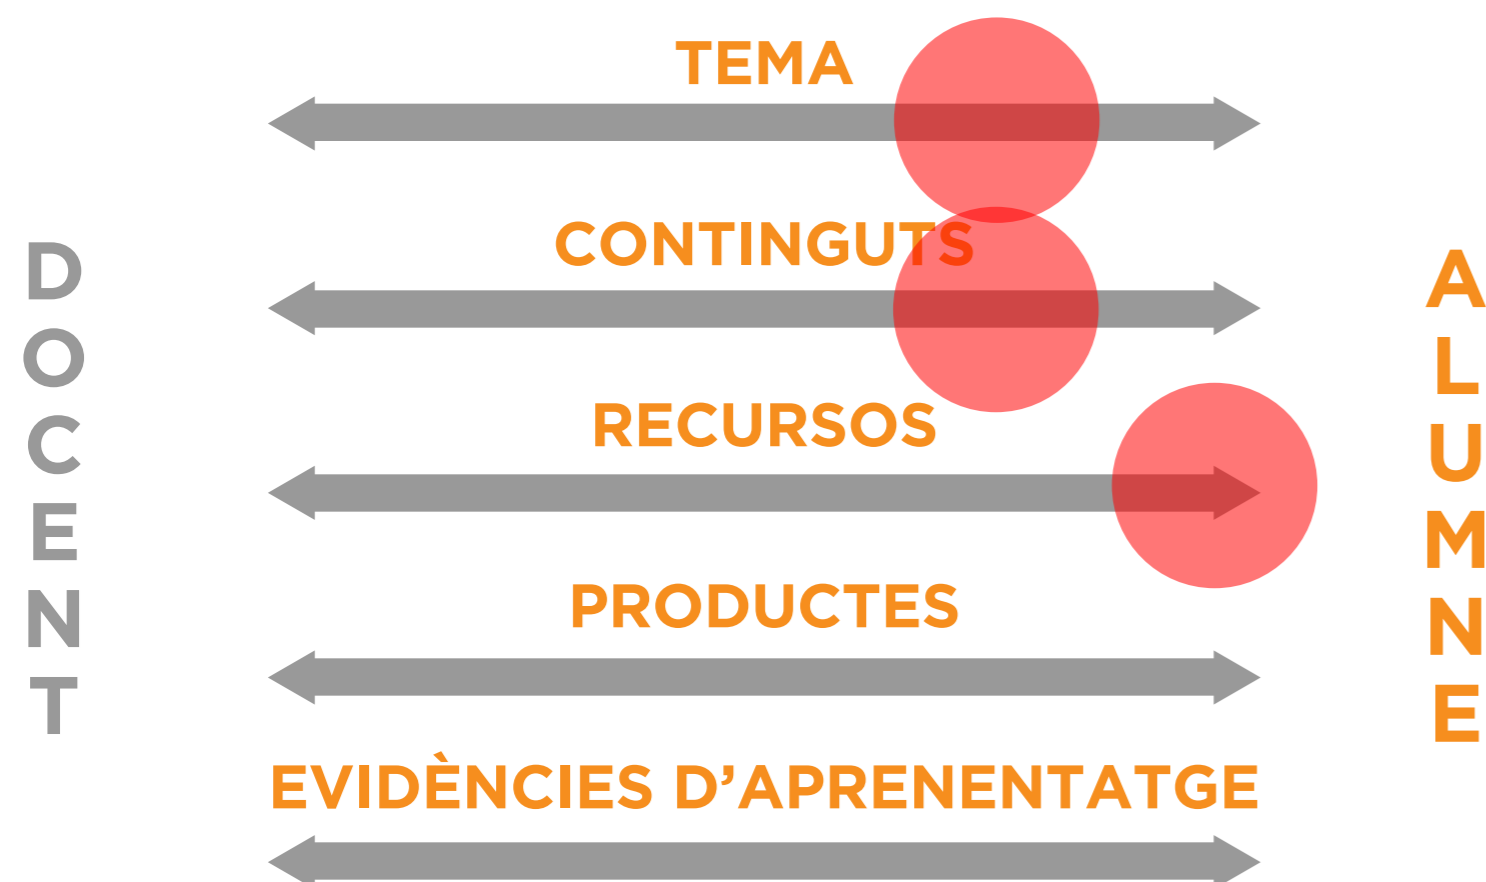 TEMA
CONTINGUTS
RECURSOS
PRODUCTES
EVIDÈNCIES D’APRENENTATGE
DOCENT
ALUMNE